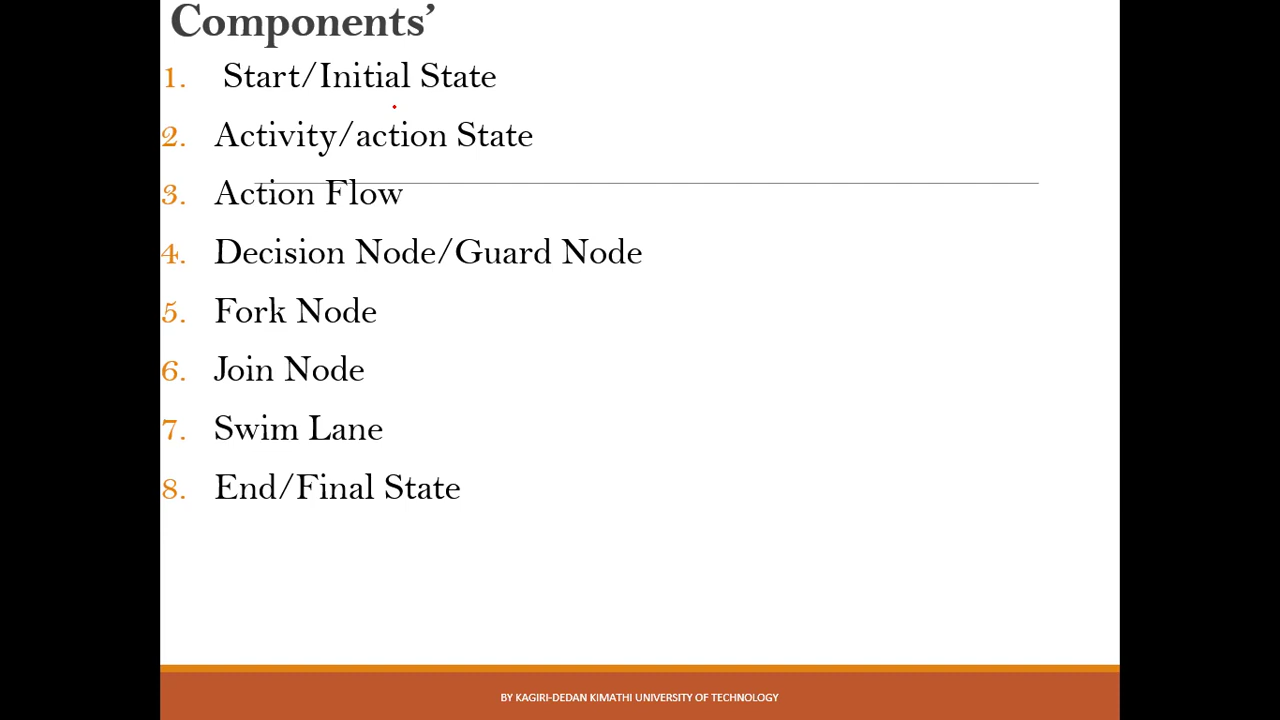 Components’
1. Start/Initial State
2. Activity/action State
3. Action Flow
4. Decision Node/Guard Node
5. Fork Node
6. Join Node
7. Swim Lane
8. End/Final State
BY KAGIRI-DEDAN KIMATHI UNIVERSITY OF TECHNOLOGY